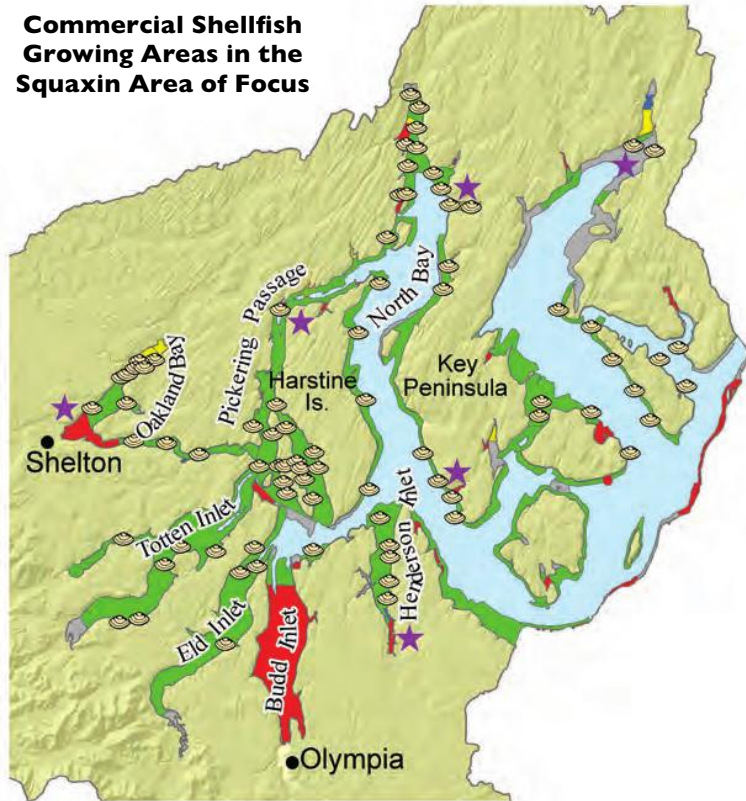 Commercial Shellfish
Growing Areas in the
Squaxin Area of Focus
North Bay
Pickering Passage
Oakland Bay
Harstine
Is.
Key
Peninsula
Shelton
Totten Inlet
Henderson Inlet
Eld Inlet
Budd Inlet
Olympia